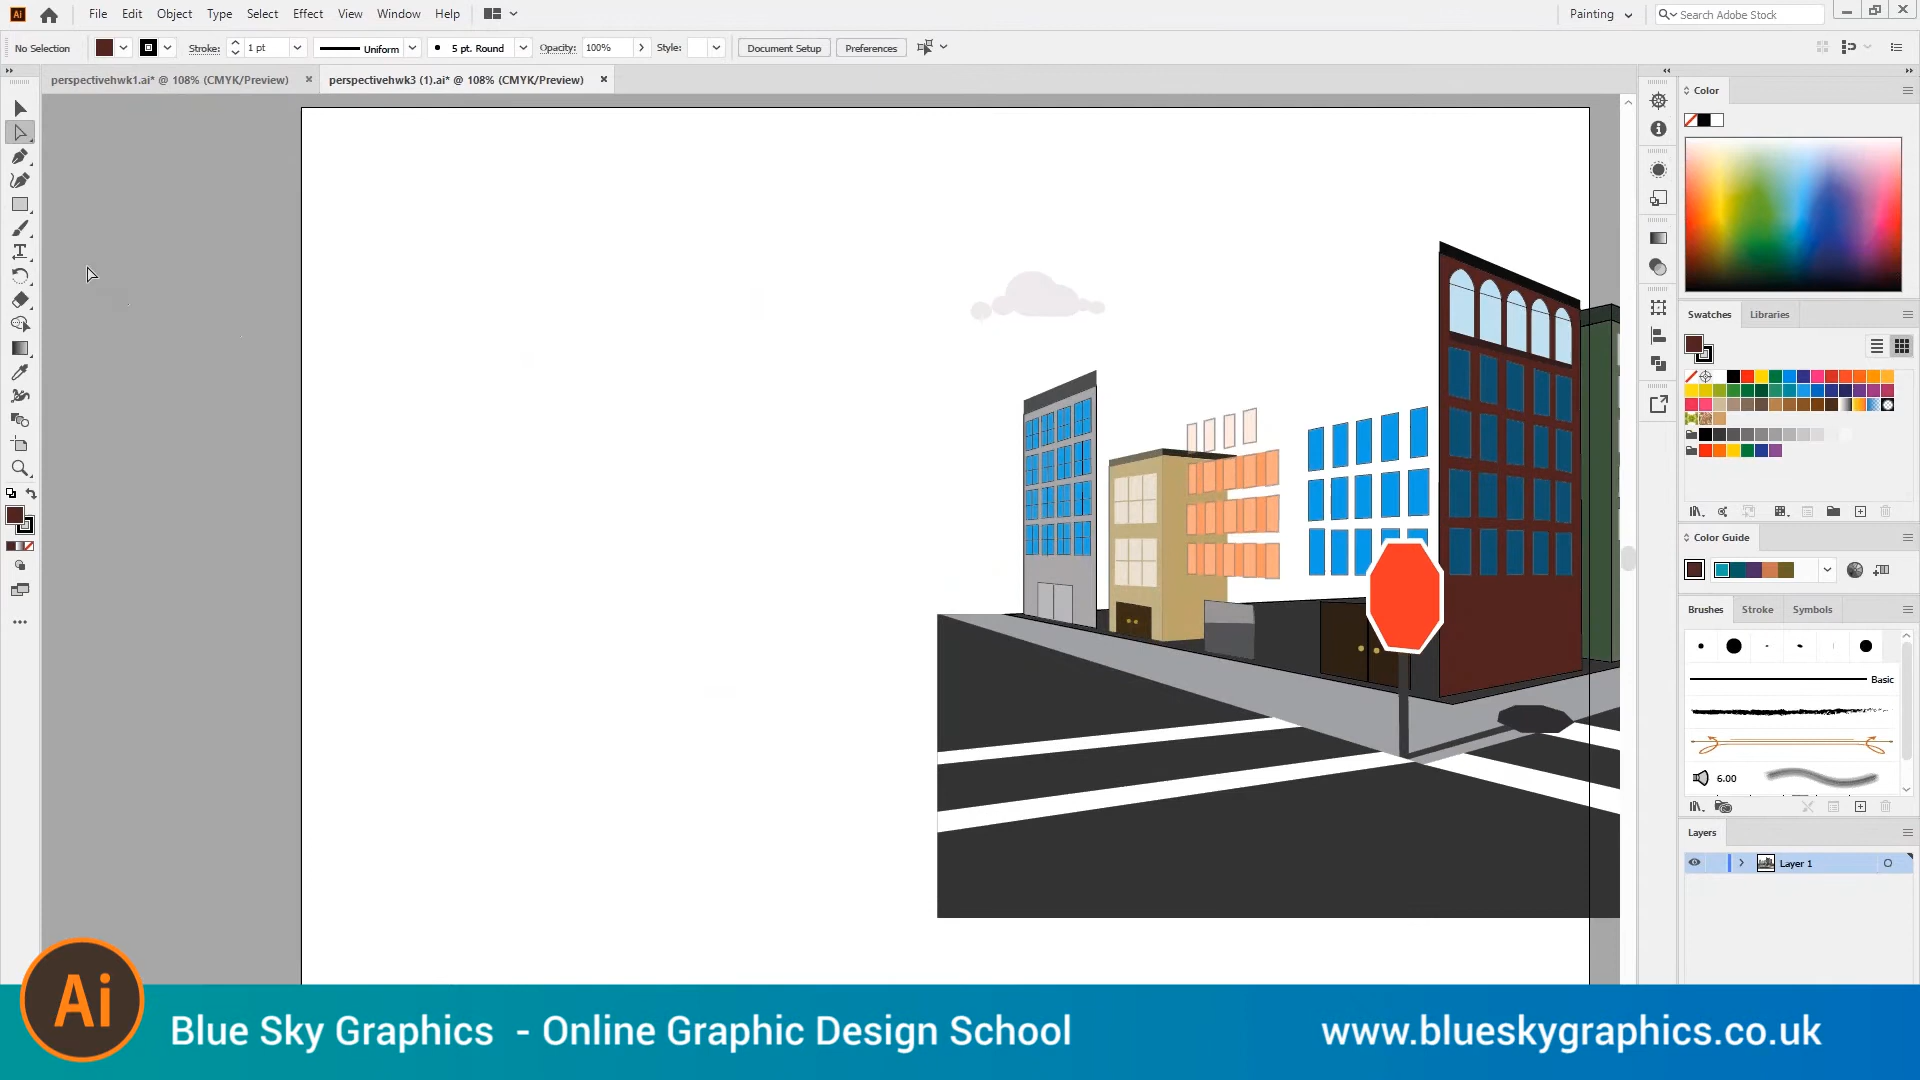 Ai File Edit Object Type Select Effect View Window Help Painting Search Adobe Stock
No Selection Stroke: 1 pt Uniform 5 pt. Round Opacity: 100% Style: Document Setup Preferences
perspectivehwk1.ai* @ 108% (CMYK/Preview) perspectivehwk3 (1).ai* @ 108% (CMYK/Preview)
Color
Swatches Libraries
Color Guide
Brushes Stroke Symbols
Basic
6.00
Layers
Layer 1
Ai
Blue Sky Graphics - Online Graphic Design School
www.blueskygraphics.co.uk